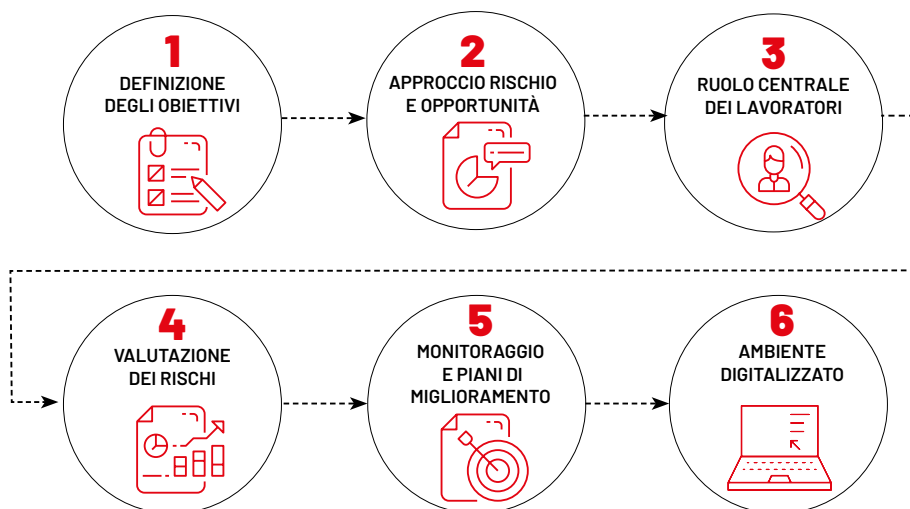 1
DEFINIZIONE
DEGLI OBIETTIVI
2
APPROCCIO RISCHIO
E OPPORTUNITÀ
3
RUOLO CENTRALE
DEI LAVORATORI
4
VALUTAZIONE
DEI RISCHI
5
MONITORAGGIO
E PIANI DI
MIGLIORAMENTO
6
AMBIENTE
DIGITALIZZATO